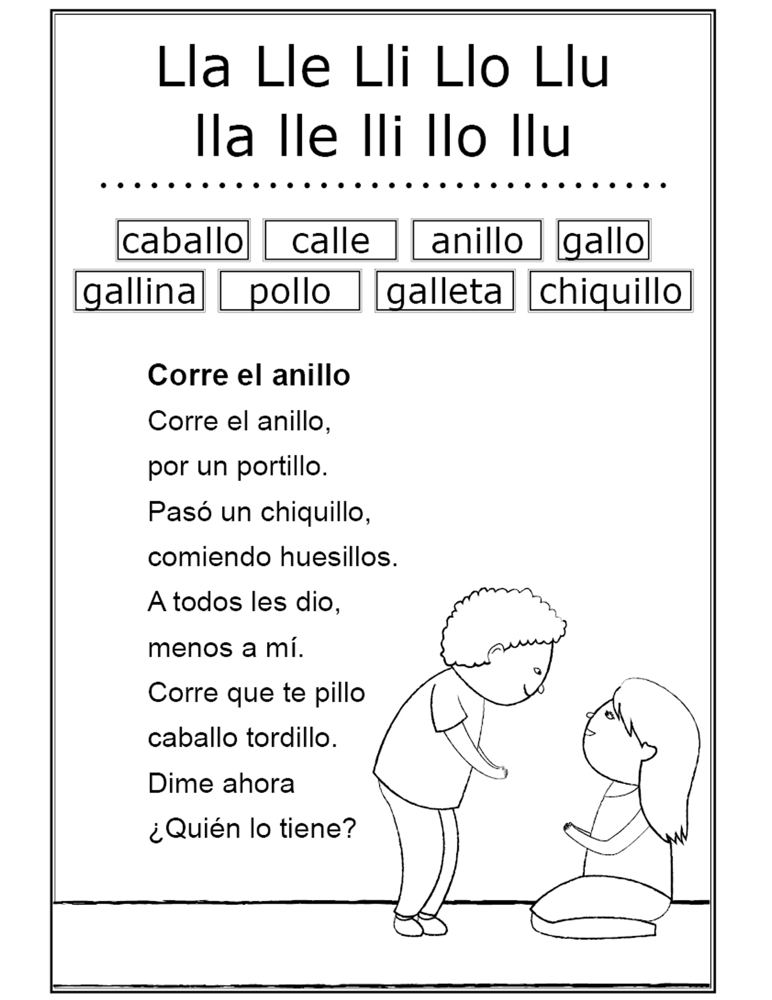 Lla Lle Lli Llo Llu
lla lle lli llo llu
caballo calle anillo gallo
gallina pollo galleta chiquillo
Corre el anillo
Corre el anillo,
por un portillo.
Pasó un chiquillo,
comiendo huesillos.
A todos les dio,
menos a mí.
Corre que te pillo
caballo tordillo.
Dime ahora
¿Quién lo tiene?